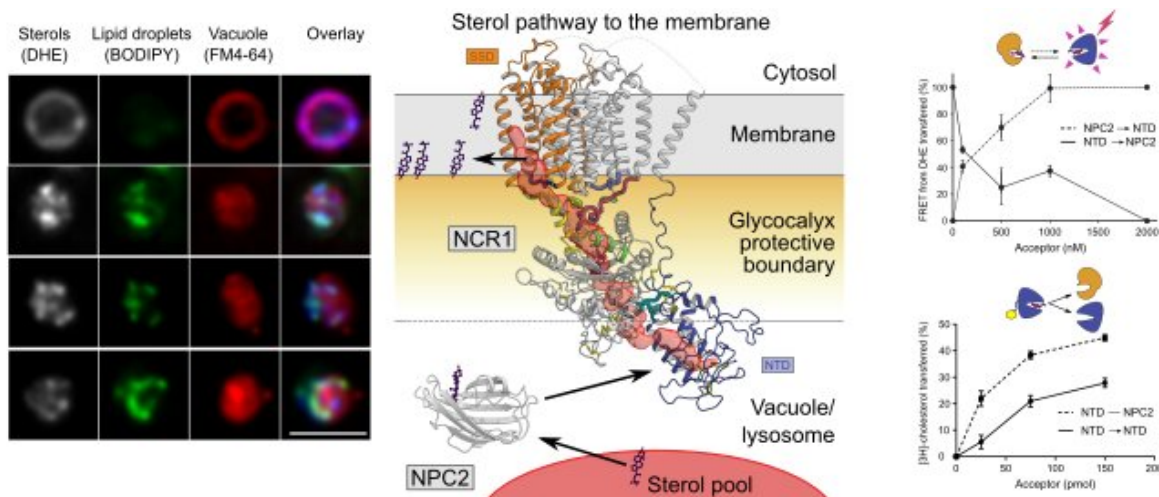 Sterols Lipid droplets Vacuole Overlay
(DHE) (BODIPY) (FM4-64)
Sterol pathway to the membrane
SSD
Cytosol
Membrane
NCR1
Glycocalyx
protective
boundary
NTD
Vacuole/
lysosome
NPC2
Sterol pool
FRET from DHE transferred (%)
100
80
60
40
20
0
NPC2 → NTD
NTD → NPC2
0 500 1000 1500 2000
Acceptor (nM)
[3H]-cholesterol transferred (%)
50
40
30
20
10
0
NTD — NPC2
NTD → NTD
0 50 100 150 200
Acceptor (pmol)